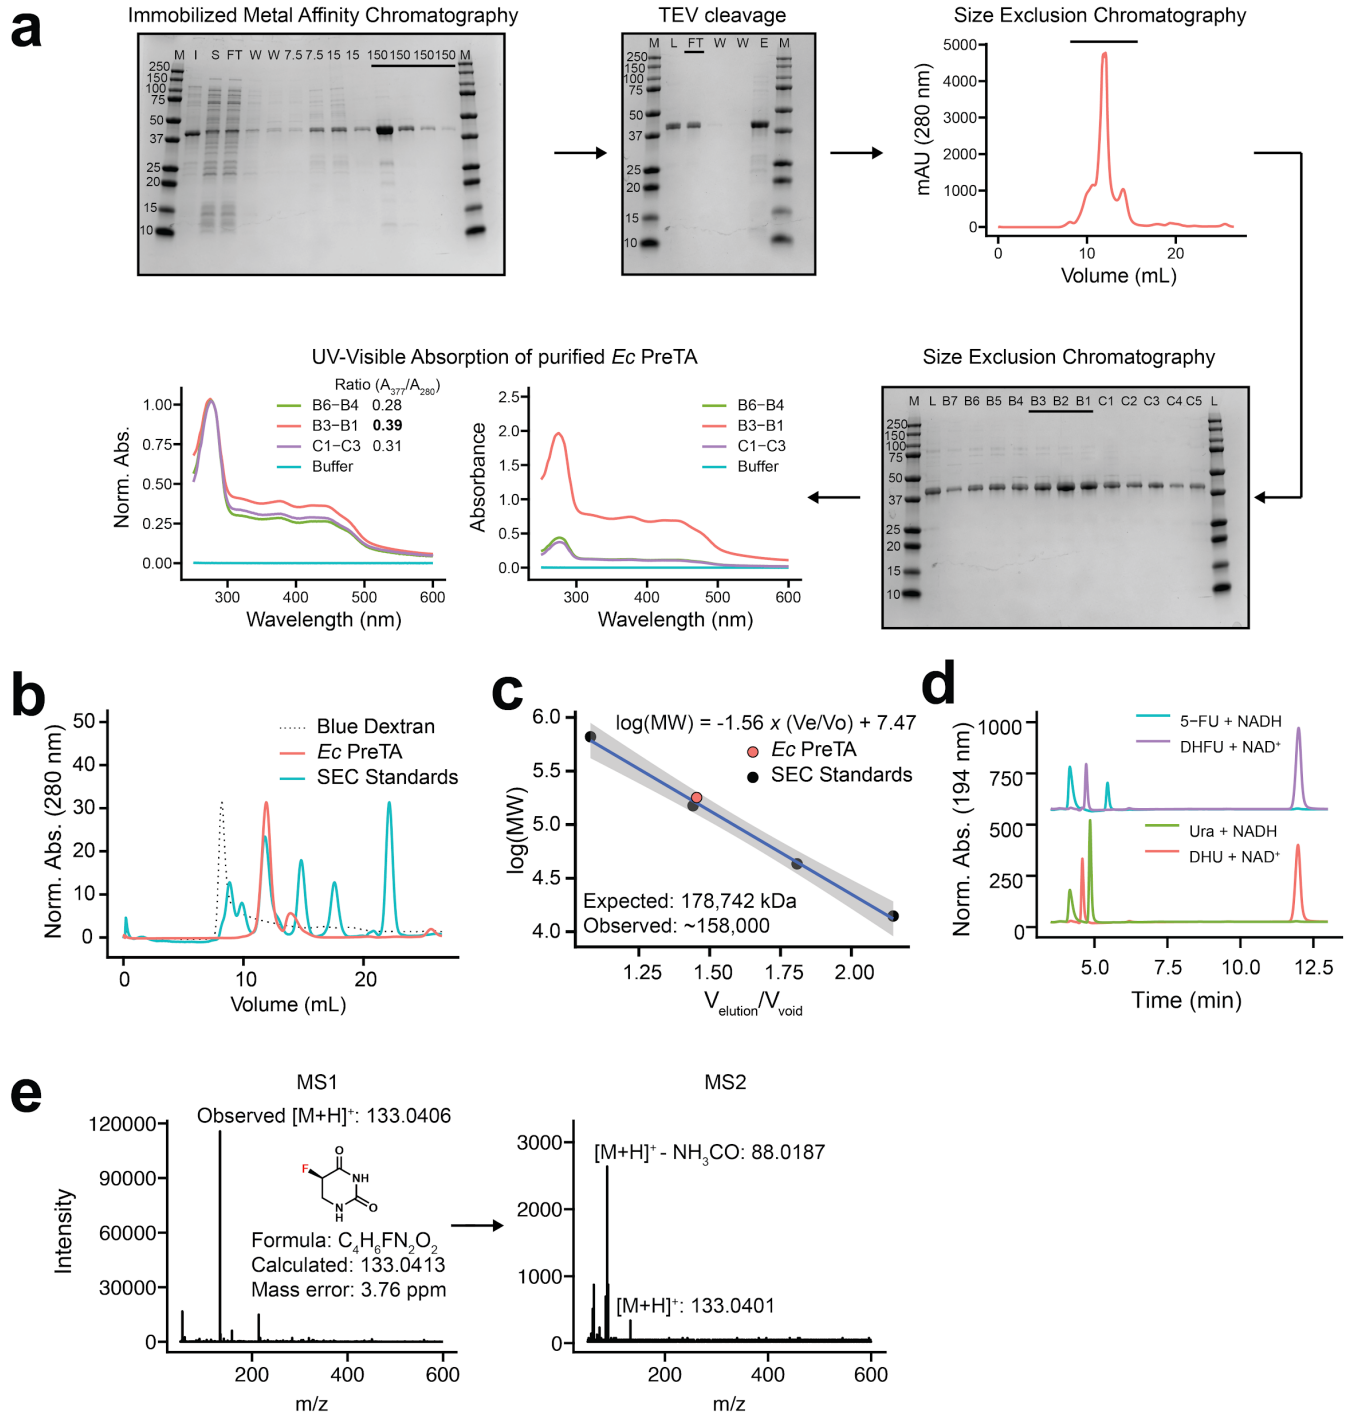 a
Immobilized Metal Affinity Chromatography
M I S FT W W 7.5 7.5 15 15 150 150 150 150 M
250
150
100
75
50
37
25
20
15
10
TEV cleavage
M L FT W W E M
250
150
100
75
50
37
25
20
15
10
Size Exclusion Chromatography
5000
4000
3000
2000
1000
0
mAU (280 nm)
0 10 20
Volume (mL)
UV-Visible Absorption of purified Ec PreTA
Ratio (A377/A280)
B6−B4 0.28
B3−B1 0.39
C1−C3 0.31
Buffer
1.00
0.75
0.50
0.25
0.00
Norm. Abs.
300 400 500 600
Wavelength (nm)
B6−B4
B3−B1
C1−C3
Buffer
2.5
2.0
1.5
1.0
0.5
0.0
Absorbance
300 400 500 600
Wavelength (nm)
Size Exclusion Chromatography
M L B7 B6 B5 B4 B3 B2 B1 C1 C2 C3 C4 C5 L
250
150
100
75
50
37
25
20
15
10
b
50
40
30
20
10
0
Norm. Abs. (280 nm)
Blue Dextran
Ec PreTA
SEC Standards
0 10 20
Volume (mL)
c
6.0
5.5
5.0
4.5
4.0
log(MW)
log(MW) = -1.56 x (Ve/Vo) + 7.47
Ec PreTA
SEC Standards
Expected: 178,742 kDa
Observed: ~158,000
1.25 1.50 1.75 2.00
Velution/Vvoid
d
1000
750
500
250
0
Norm. Abs. (194 nm)
5−FU + NADH
DHFU + NAD+
Ura + NADH
DHU + NAD+
5.0 7.5 10.0 12.5
Time (min)
e
MS1
120000
90000
60000
30000
0
Intensity
Observed [M+H]+: 133.0406
F
O
NH
N
H
O
Formula: C4H6FN2O2
Calculated: 133.0413
Mass error: 3.76 ppm
200 400 600
m/z
MS2
3000
2000
1000
0
[M+H]+ - NH3CO: 88.0187
[M+H]+: 133.0401
200 400 600
m/z